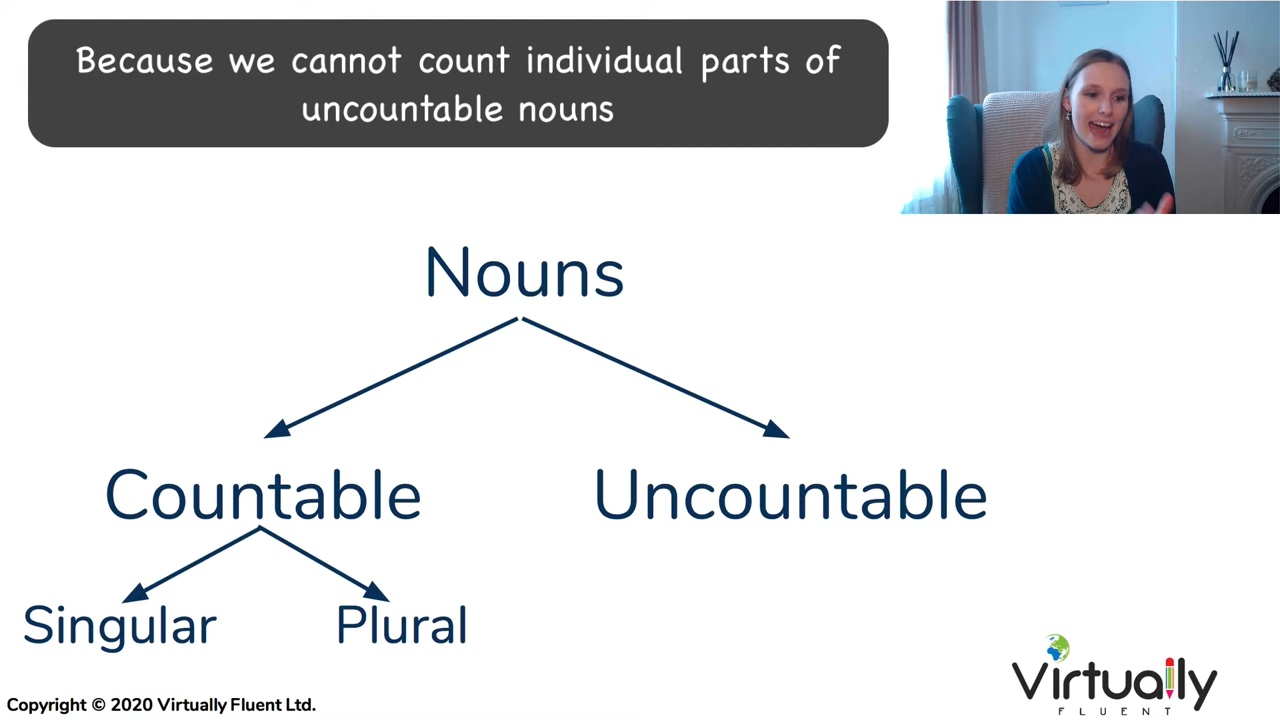 Because we cannot count individual parts of
uncountable nouns
Nouns
Countable
Uncountable
Singular
Plural
Virtually
FLUENT
Copyright © 2020 Virtually Fluent Ltd.